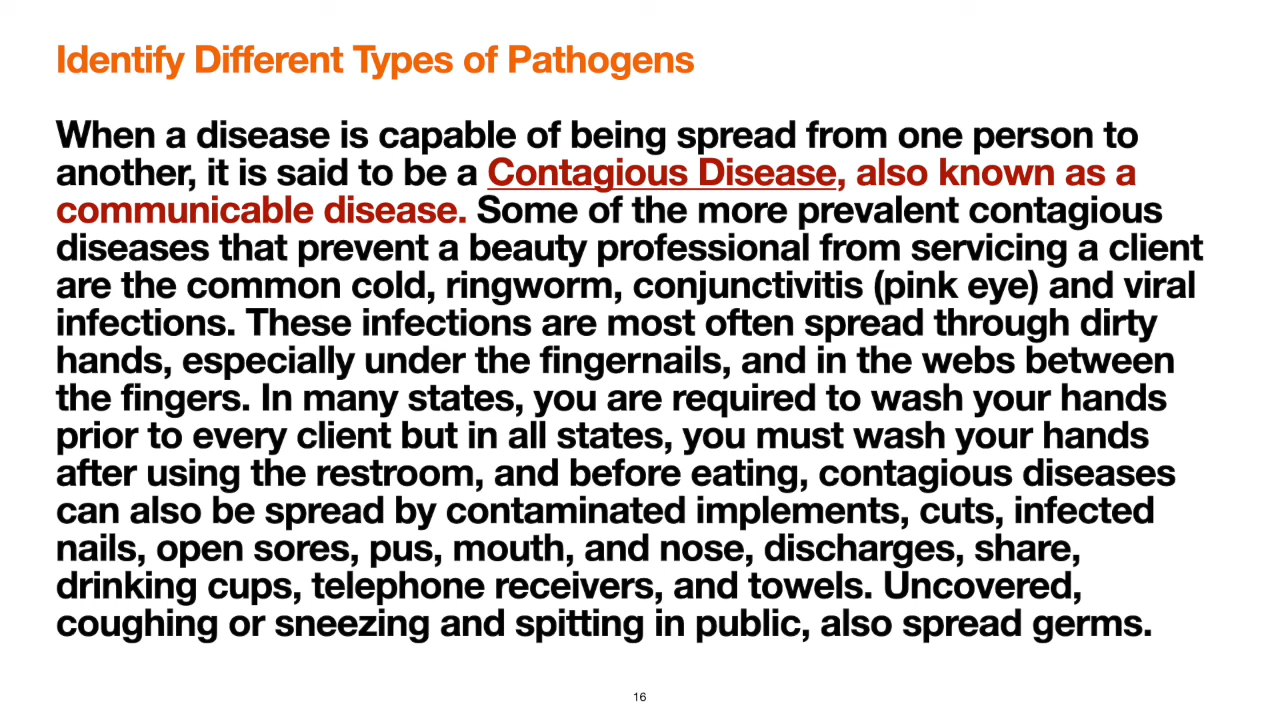 Identify Different Types of Pathogens
When a disease is capable of being spread from one person to
another, it is said to be a Contagious Disease, also known as a
communicable disease. Some of the more prevalent contagious
diseases that prevent a beauty professional from servicing a client
are the common cold, ringworm, conjunctivitis (pink eye) and viral
infections. These infections are most often spread through dirty
hands, especially under the fingernails, and in the webs between
the fingers. In many states, you are required to wash your hands
prior to every client but in all states, you must wash your hands
after using the restroom, and before eating, contagious diseases
can also be spread by contaminated implements, cuts, infected
nails, open sores, pus, mouth, and nose, discharges, share,
drinking cups, telephone receivers, and towels. Uncovered,
coughing or sneezing and spitting in public, also spread germs.
16